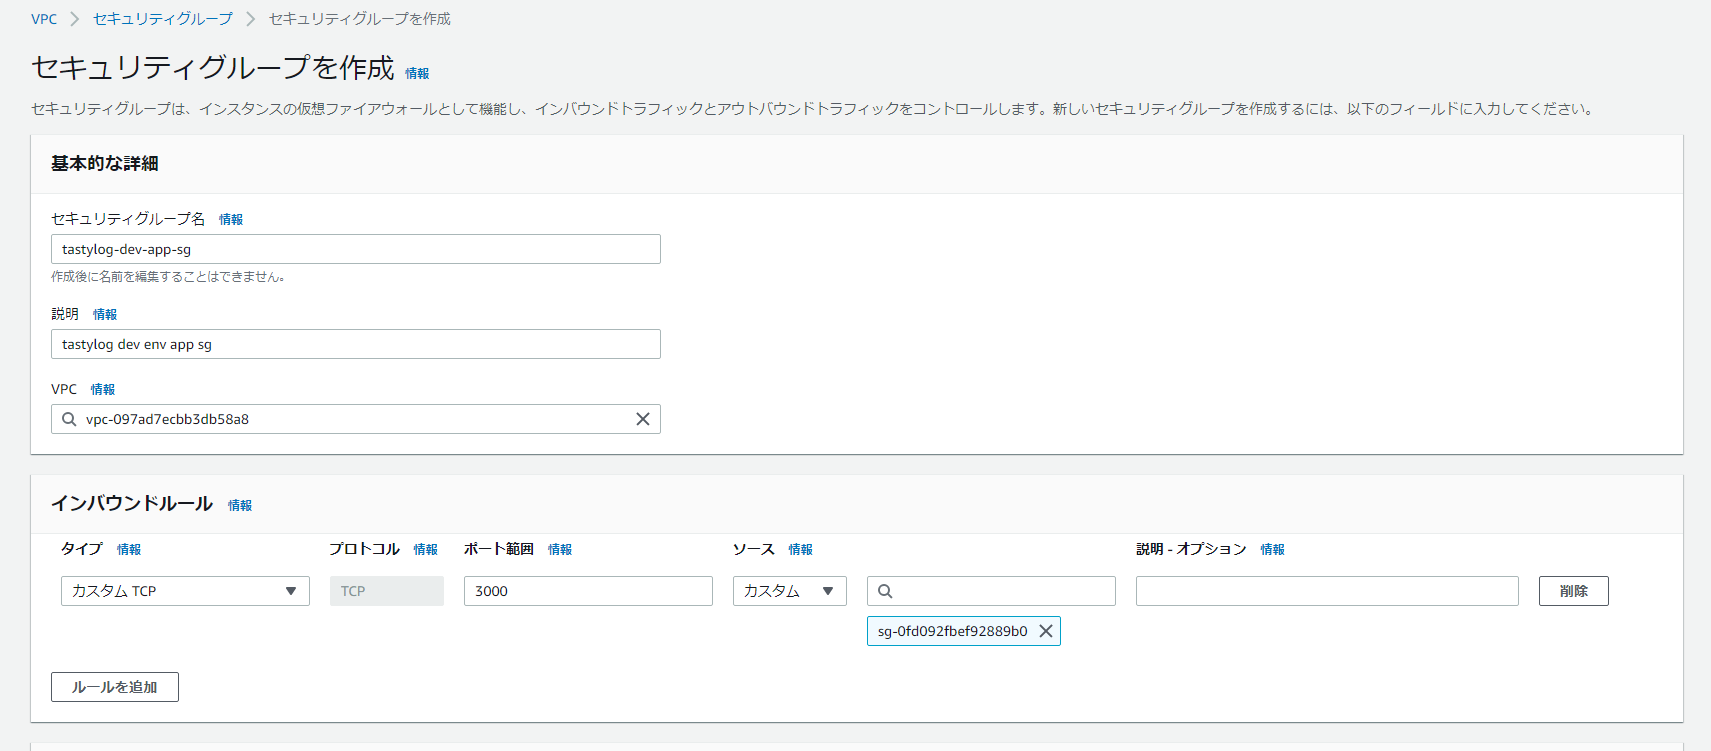 VPC > セキュリティグループ > セキュリティグループを作成
セキュリティグループを作成 情報
セキュリティグループは、インスタンスの仮想ファイアウォールとして機能し、インバウンドトラフィックとアウトバウンドトラフィックをコントロールします。新しいセキュリティグループを作成するには、以下のフィールドに入力してください。
基本的な詳細
セキュリティグループ名 情報
tastylog-dev-app-sg
作成後に名前を編集することはできません。
説明 情報
tastylog dev env app sg
VPC 情報
vpc-097ad7ecbb3db58a8
インバウンドルール 情報
タイプ 情報 プロトコル 情報 ポート範囲 情報 ソース 情報 説明 - オプション 情報
カスタム TCP TCP 3000 カスタム 削除
sg-0fd092fbef92889b0
ルールを追加